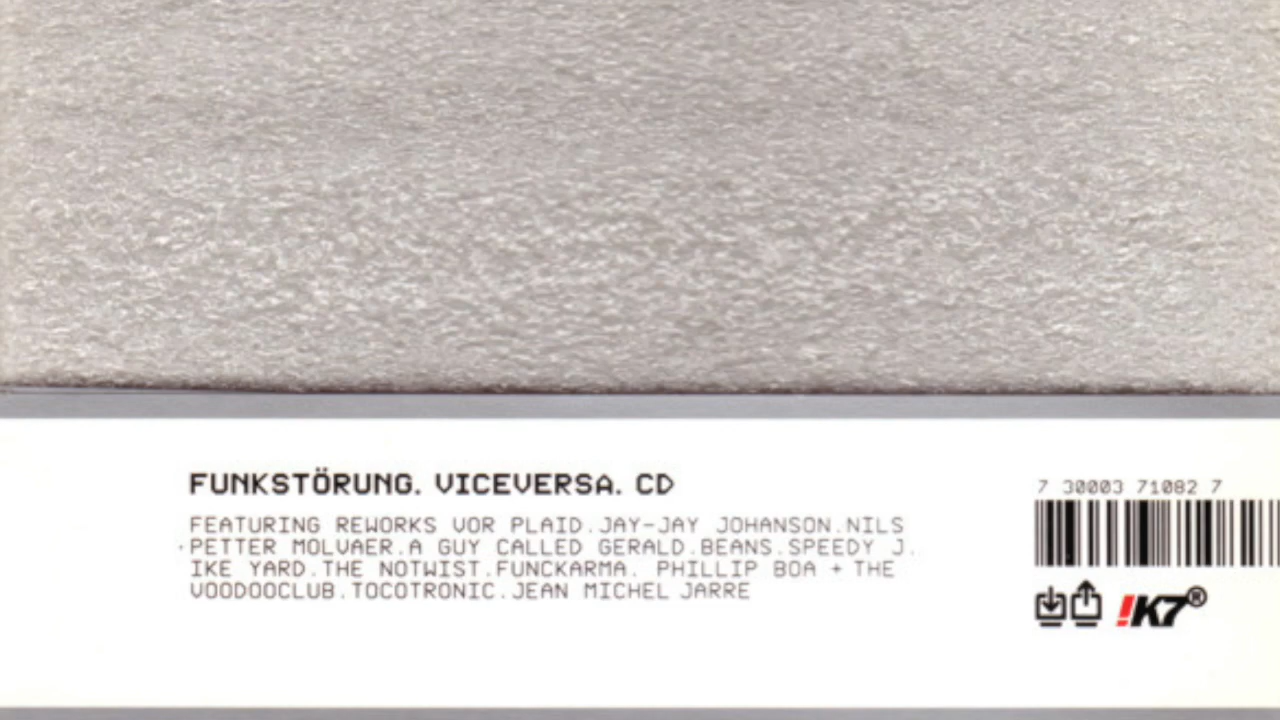 FUNKSTÖRUNG. VICEVERSA. CD
FEATURING REWORKS VOR PLAID.JAY-JAY JOHANSON.NILS
PETTER MOLVAER.A GUY CALLED GERALD.BEANS.SPEEDY J.
IKE YARD.THE NOTWIST.FUNCKARMA. PHILLIP BOA + THE
VOODOOCLUB.TOCOTRONIC.JEAN MICHEL JARRE
7 30003 71082 7
!K7®